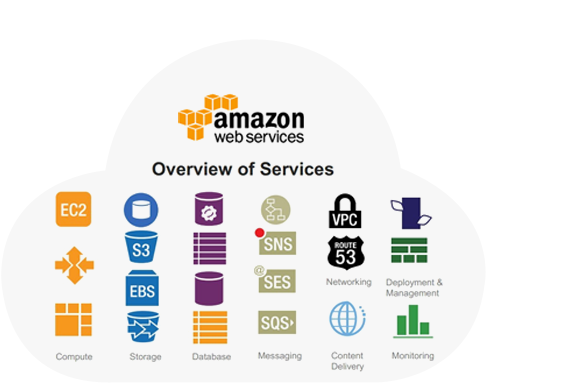 amazon
web services
Overview of Services
EC2
S3
EBS
SNS
@
SES
SQS
VPC
ROUTE
53
Networking
Deployment &
Management
Compute
Storage
Database
Messaging
Content
Delivery
Monitoring